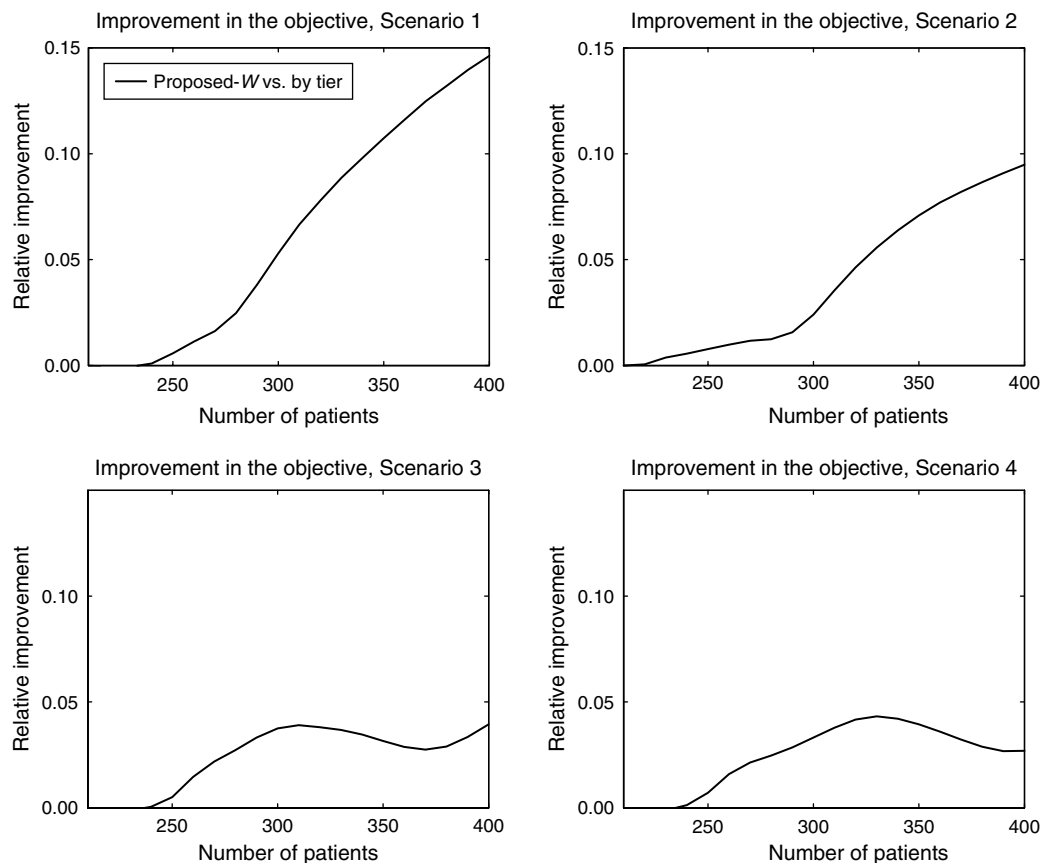 Improvement in the objective, Scenario 1
0.15
Proposed-W vs. by tier
0.10
0.05
0.00
Relative improvement
250 300 350 400
Number of patients
Improvement in the objective, Scenario 2
0.15
0.10
0.05
0.00
Relative improvement
250 300 350 400
Number of patients
Improvement in the objective, Scenario 3
0.10
0.05
0.00
Relative improvement
250 300 350 400
Number of patients
Improvement in the objective, Scenario 4
0.10
0.05
0.00
Relative improvement
250 300 350 400
Number of patients